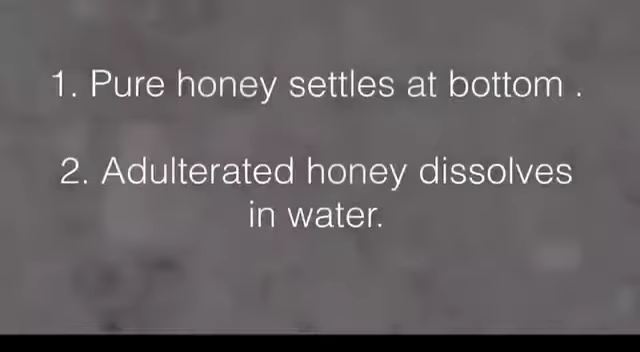 1. Pure honey settles at bottom .
2. Adulterated honey dissolves
in water.